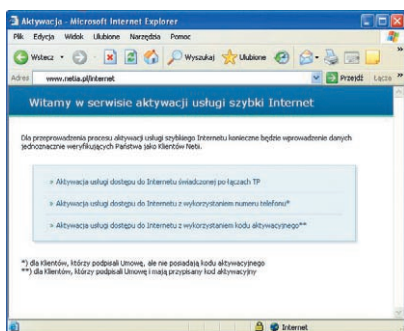 Aktywacja - Microsoft Internet Explorer
Plik Edycja Widok Ulubione Narzędzia Pomoc
Wstecz Wyszukaj Ulubione
Adres www.netia.pl/internet Przejdź Łącza
Witamy w serwisie aktywacji usługi szybki Internet
Dla przeprowadzenia procesu aktywacji usługi szybkiego Internetu konieczne będzie wprowadzenie danych
jednoznacznie weryfikujących Państwa jako Klientów Netii.
» Aktywacja usługi dostępu do Internetu świadczonej po łączach TP
» Aktywacja usługi dostępu do Internetu z wykorzystaniem numeru telefonu*
» Aktywacja usługi dostępu do Internetu z wykorzystaniem kodu aktywacyjnego**
*) dla Klientów, którzy podpisali Umowę, ale nie posiadają kodu aktywacyjnego
**) dla Klientów, którzy podpisali Umowę i mają przypisany kod aktywacyjny
Internet